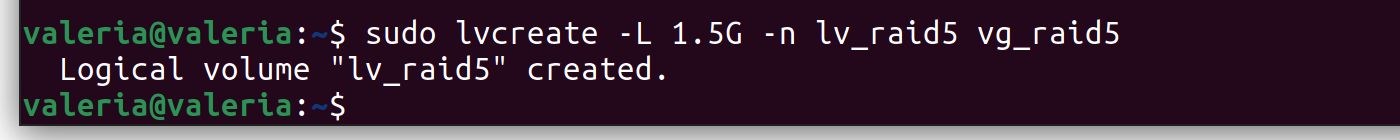 valeria@valeria:~$ sudo lvcreate -L 1.5G -n lv_raid5 vg_raid5
  Logical volume "lv_raid5" created.
valeria@valeria:~$